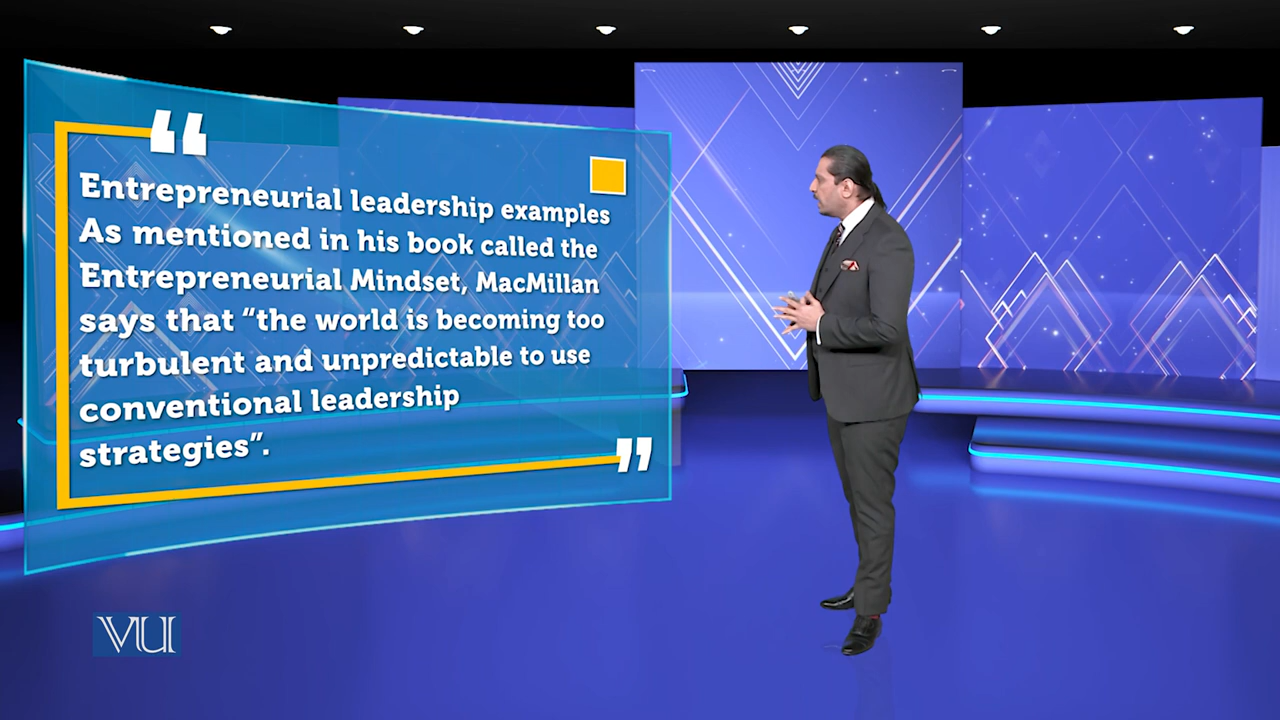 “
Entrepreneurial leadership examples
As mentioned in his book called the
Entrepreneurial Mindset, MacMillan
says that “the world is becoming too
turbulent and unpredictable to use
conventional leadership
strategies”.
”
VU